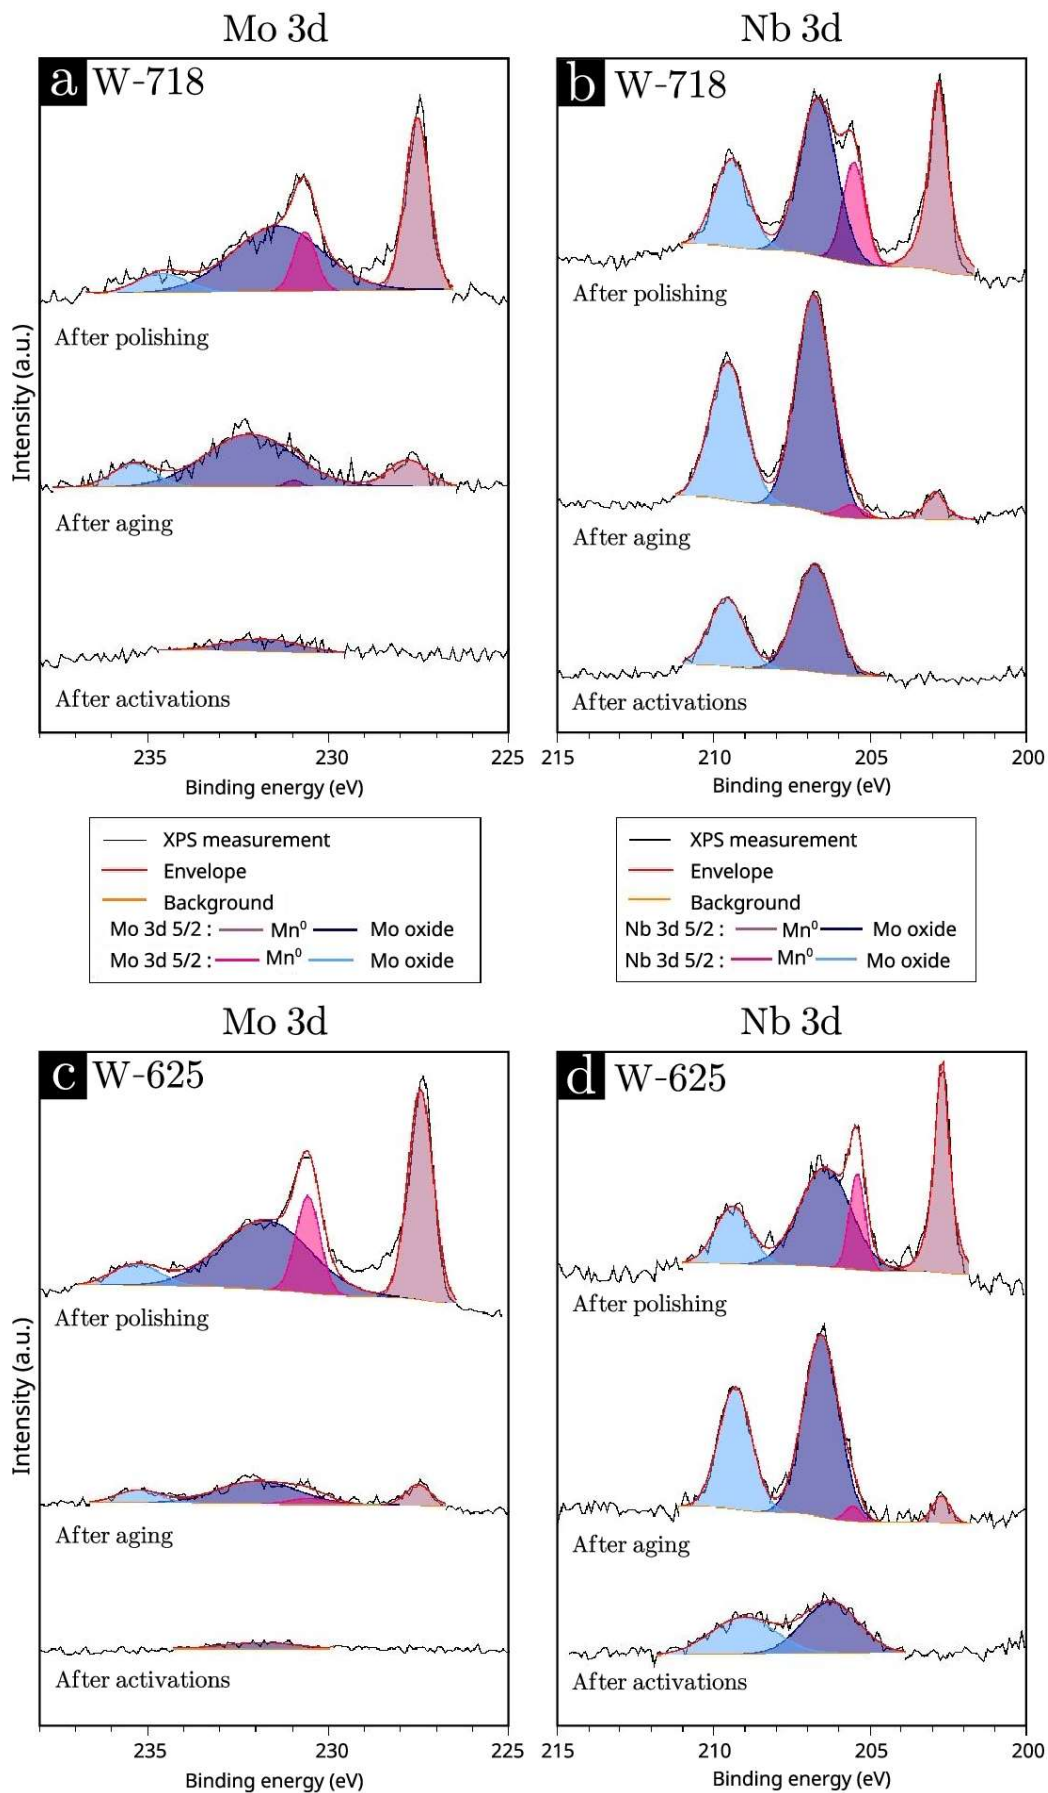 Mo 3d
Nb 3d
a W-718
b W-718
After polishing
After polishing
After aging
After aging
After activations
After activations
Intensity (a.u.)
235 230 225
215 210 205 200
Binding energy (eV)
Binding energy (eV)
XPS measurement
Envelope
Background
Mo 3d 5/2 : Mn⁰ Mo oxide
Mo 3d 5/2 : Mn⁰ Mo oxide
XPS measurement
Envelope
Background
Nb 3d 5/2 : Mn⁰ Mo oxide
Nb 3d 5/2 : Mn⁰ Mo oxide
Mo 3d
Nb 3d
c W-625
d W-625
After polishing
After polishing
After aging
After aging
After activations
After activations
Intensity (a.u.)
235 230 225
215 210 205 200
Binding energy (eV)
Binding energy (eV)